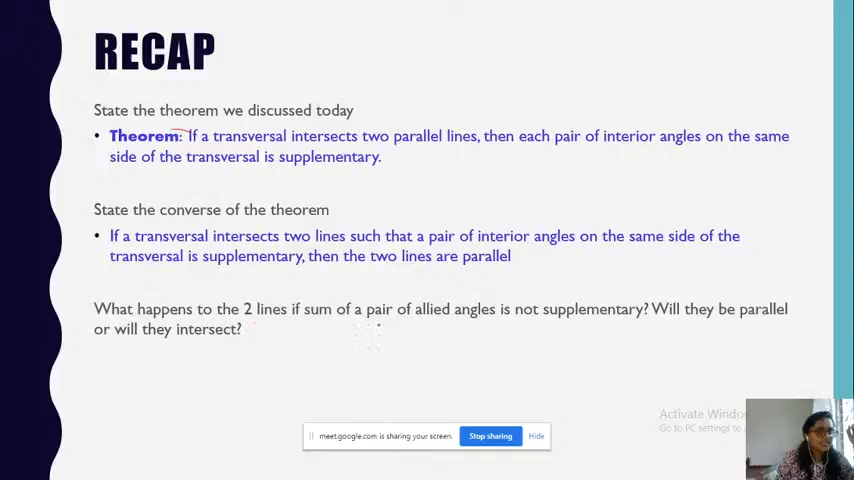 RECAP
State the theorem we discussed today
• Theorem: If a transversal intersects two parallel lines, then each pair of interior angles on the same
side of the transversal is supplementary.
State the converse of the theorem
• If a transversal intersects two lines such that a pair of interior angles on the same side of the
transversal is supplementary, then the two lines are parallel
What happens to the 2 lines if sum of a pair of allied angles is not supplementary? Will they be parallel
or will they intersect?
Activate Windo
Go to PC settings to
meet.google.com is sharing your screen. Stop sharing Hide